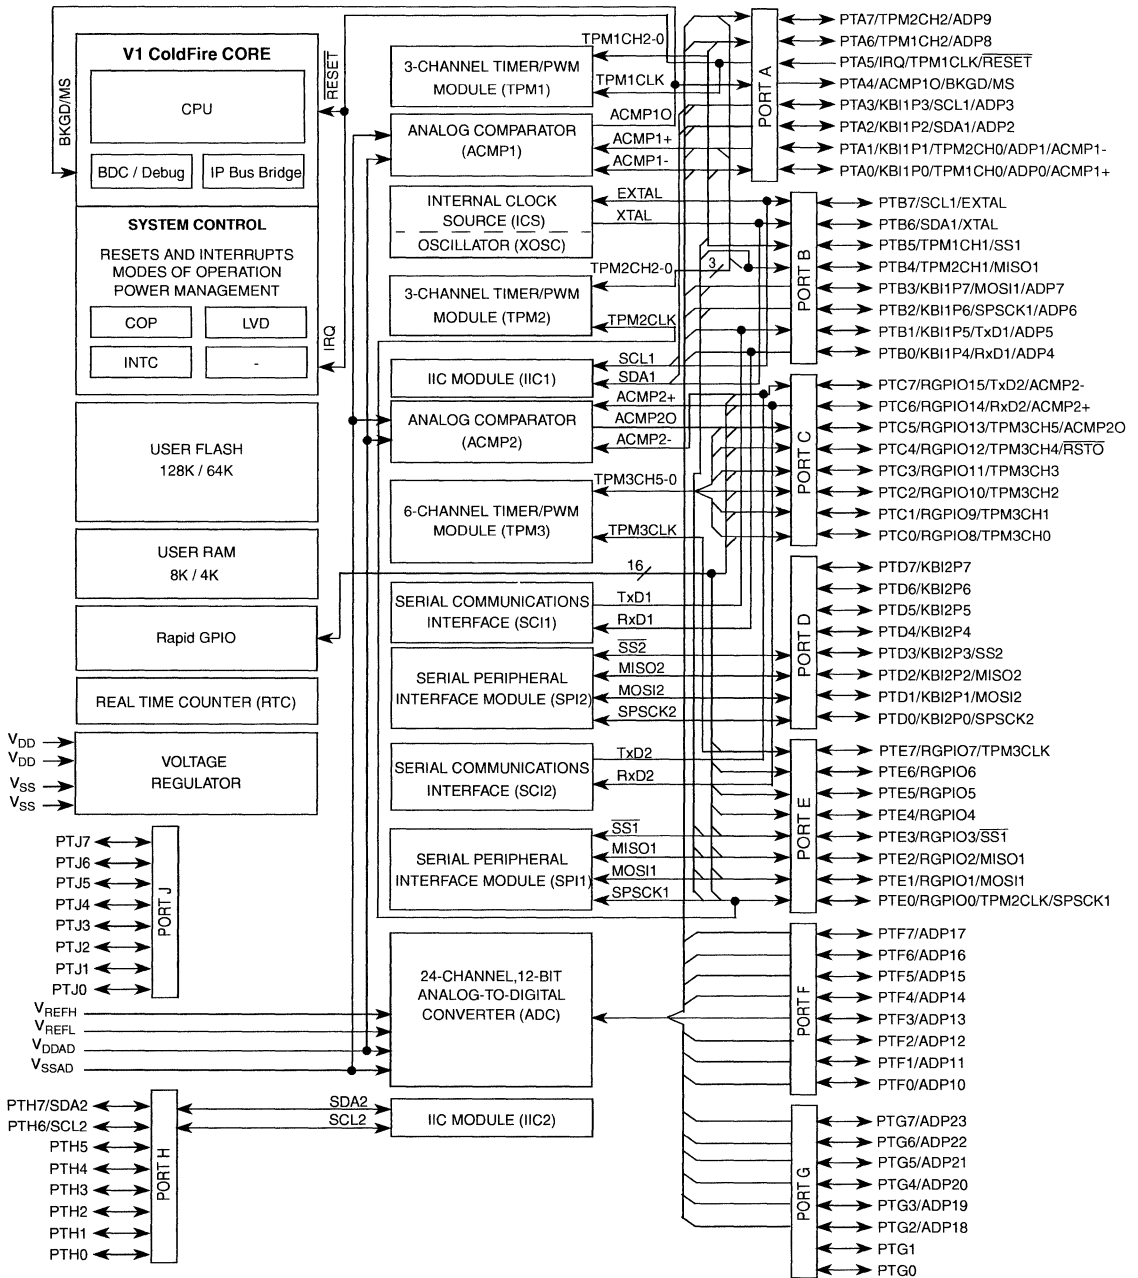 V1 ColdFire CORE
CPU
BDC / Debug
IP Bus Bridge
BKGD/MS
RESET
SYSTEM CONTROL
RESETS AND INTERRUPTS
MODES OF OPERATION
POWER MANAGEMENT
COP
LVD
INTC
-
IRQ
USER FLASH
128K / 64K
USER RAM
8K / 4K
Rapid GPIO
REAL TIME COUNTER (RTC)
VDD
VDD
VSS
VSS
VOLTAGE
REGULATOR
PTJ7
PTJ6
PTJ5
PTJ4
PTJ3
PTJ2
PTJ1
PTJ0
PORT J
VREFH
VREFL
VDDAD
VSSAD
PTH7/SDA2
PTH6/SCL2
PTH5
PTH4
PTH3
PTH2
PTH1
PTH0
PORT H
3-CHANNEL TIMER/PWM
MODULE (TPM1)
TPM1CH2-0
TPM1CLK
ANALOG COMPARATOR
(ACMP1)
ACMP1O
ACMP1+
ACMP1-
INTERNAL CLOCK
SOURCE (ICS)
OSCILLATOR (XOSC)
EXTAL
XTAL
3-CHANNEL TIMER/PWM
MODULE (TPM2)
TPM2CH2-0
3
TPM2CLK
IIC MODULE (IIC1)
SCL1
SDA1
ANALOG COMPARATOR
(ACMP2)
ACMP2+
ACMP2O
ACMP2-
6-CHANNEL TIMER/PWM
MODULE (TPM3)
TPM3CH5-0
TPM3CLK
16
SERIAL COMMUNICATIONS
INTERFACE (SCI1)
TxD1
RxD1
SERIAL PERIPHERAL
INTERFACE MODULE (SPI2)
SS2
MISO2
MOSI2
SPSCK2
SERIAL COMMUNICATIONS
INTERFACE (SCI2)
TxD2
RxD2
SERIAL PERIPHERAL
INTERFACE MODULE (SPI1)
SS1
MISO1
MOSI1
SPSCK1
24-CHANNEL,12-BIT
ANALOG-TO-DIGITAL
CONVERTER (ADC)
IIC MODULE (IIC2)
SDA2
SCL2
PORT A
PTA7/TPM2CH2/ADP9
PTA6/TPM1CH2/ADP8
PTA5/IRQ/TPM1CLK/RESET
PTA4/ACMP1O/BKGD/MS
PTA3/KBI1P3/SCL1/ADP3
PTA2/KBI1P2/SDA1/ADP2
PTA1/KBI1P1/TPM2CH0/ADP1/ACMP1-
PTA0/KBI1P0/TPM1CH0/ADP0/ACMP1+
PORT B
PTB7/SCL1/EXTAL
PTB6/SDA1/XTAL
PTB5/TPM1CH1/SS1
PTB4/TPM2CH1/MISO1
PTB3/KBI1P7/MOSI1/ADP7
PTB2/KBI1P6/SPSCK1/ADP6
PTB1/KBI1P5/TxD1/ADP5
PTB0/KBI1P4/RxD1/ADP4
PORT C
PTC7/RGPIO15/TxD2/ACMP2-
PTC6/RGPIO14/RxD2/ACMP2+
PTC5/RGPIO13/TPM3CH5/ACMP2O
PTC4/RGPIO12/TPM3CH4/RSTO
PTC3/RGPIO11/TPM3CH3
PTC2/RGPIO10/TPM3CH2
PTC1/RGPIO9/TPM3CH1
PTC0/RGPIO8/TPM3CH0
PORT D
PTD7/KBI2P7
PTD6/KBI2P6
PTD5/KBI2P5
PTD4/KBI2P4
PTD3/KBI2P3/SS2
PTD2/KBI2P2/MISO2
PTD1/KBI2P1/MOSI2
PTD0/KBI2P0/SPSCK2
PORT E
PTE7/RGPIO7/TPM3CLK
PTE6/RGPIO6
PTE5/RGPIO5
PTE4/RGPIO4
PTE3/RGPIO3/SS1
PTE2/RGPIO2/MISO1
PTE1/RGPIO1/MOSI1
PTE0/RGPIO0/TPM2CLK/SPSCK1
PORT F
PTF7/ADP17
PTF6/ADP16
PTF5/ADP15
PTF4/ADP14
PTF3/ADP13
PTF2/ADP12
PTF1/ADP11
PTF0/ADP10
PORT G
PTG7/ADP23
PTG6/ADP22
PTG5/ADP21
PTG4/ADP20
PTG3/ADP19
PTG2/ADP18
PTG1
PTG0